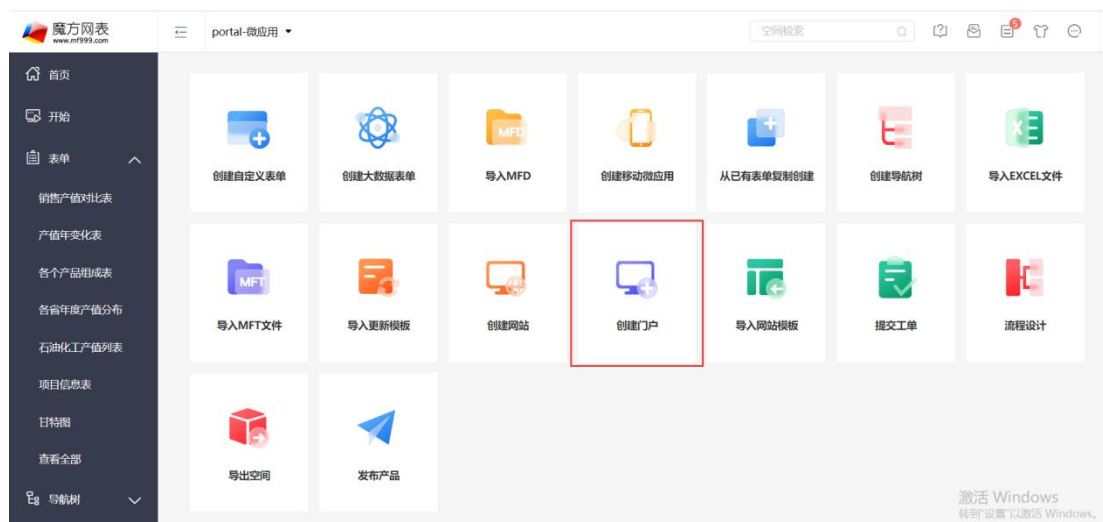 魔方网表
www.mf999.com
portal-微应用
空间检索
5
首页
开始
表单
销售产值对比表
产值年变化表
各个产品组成表
各省年度产值分布
石油化工产值列表
项目信息表
甘特图
查看全部
导航树
创建自定义表单
创建大数据表单
MFD
导入MFD
创建移动微应用
从已有表单复制创建
创建导航树
X
导入EXCEL文件
MFT
导入MFT文件
导入更新模板
创建网站
创建门户
导入网站模板
提交工单
流程设计
导出空间
发布产品
激活 Windows
转到"设置"以激活 Windows。